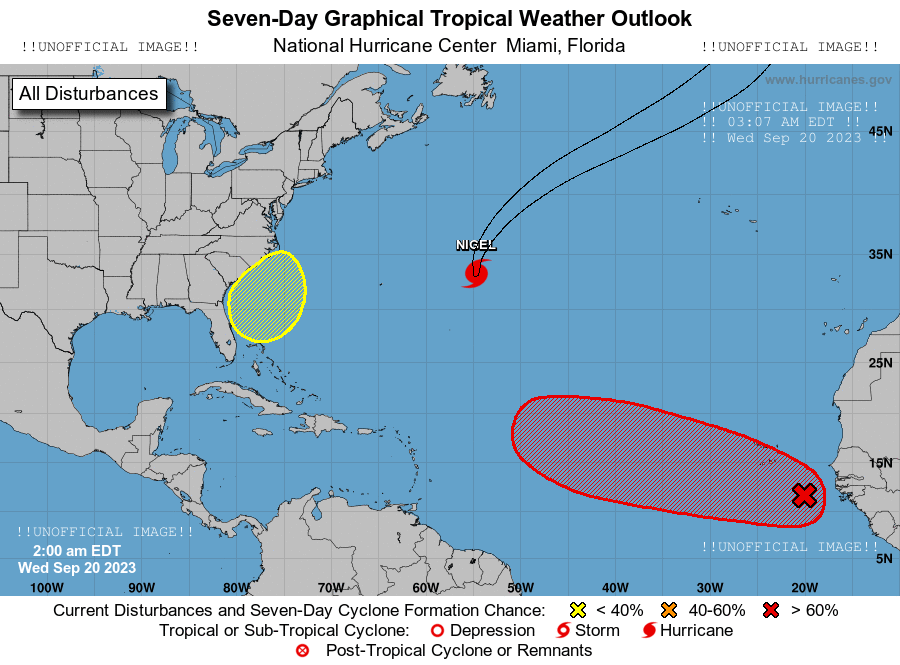 Seven-Day Graphical Tropical Weather Outlook
!!UNOFFICIAL IMAGE!! National Hurricane Center Miami, Florida !!UNOFFICIAL IMAGE!!
www.hurricanes.gov
All Disturbances
!!UNOFFICIAL IMAGE!!
!! 03:07 AM EDT !!
!! Wed Sep 20 2023 !!
45N
NIGEL
35N
25N
15N
!!UNOFFICIAL IMAGE!!
2:00 am EDT
Wed Sep 20 2023
!!UNOFFICIAL IMAGE!!
5N
100W 90W 80W 70W 60W 50W 40W 30W 20W
Current Disturbances and Seven-Day Cyclone Formation Chance: < 40% 40-60% > 60%
Tropical or Sub-Tropical Cyclone: Depression Storm Hurricane
Post-Tropical Cyclone or Remnants